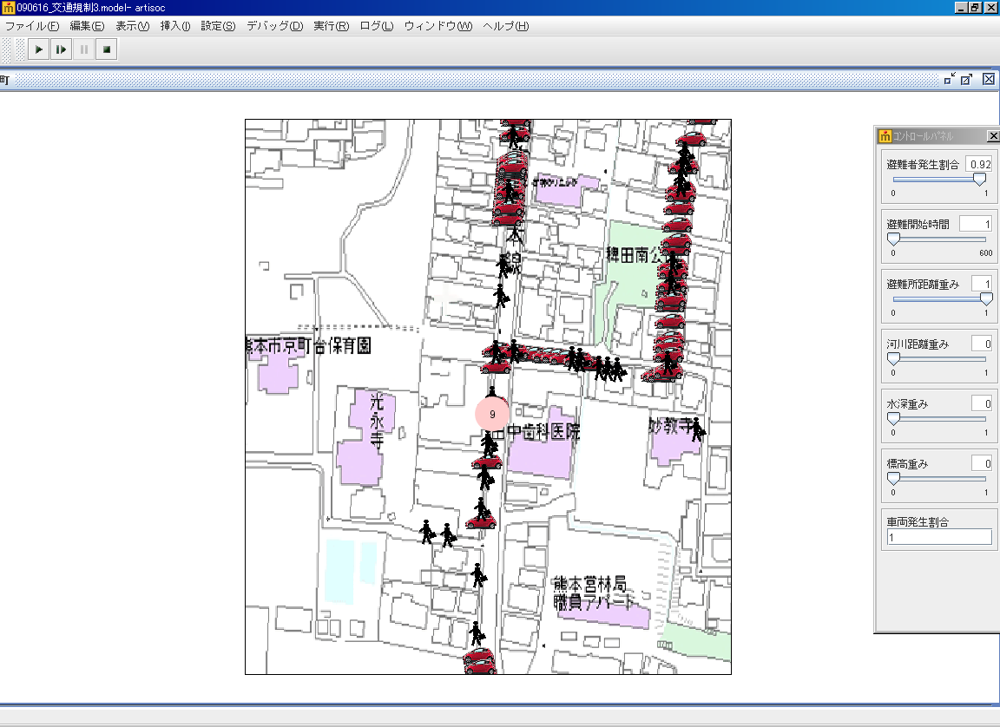 090616_交通規制3.model- artisoc
ファイル(F) 編集(E) 表示(V) 挿入(I) 設定(S) デバッグ(D) 実行(R) ログ(L) ウィンドウ(W) ヘルプ(H)
町
コントロールパネル
避難者発生割合 0.92
0 1
避難開始時間 1
0 600
避難所距離重み 1
0 1
河川距離重み 0
0 1
水深重み 0
0 1
標高重み 0
0 1
車両発生割合
1
稗田南公
熊本市京町台保育園
光永寺
9
田中歯科医院
妙教寺
熊本営林局
職員アパート